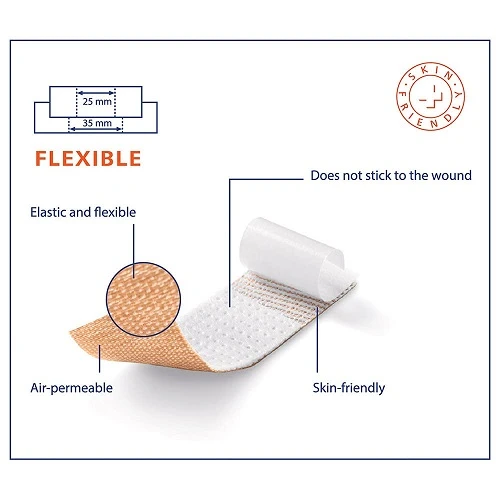 25 mm
35 mm
SKIN
FRIENDLY
FLEXIBLE
Does not stick to the wound
Elastic and flexible
Air-permeable
Skin-friendly